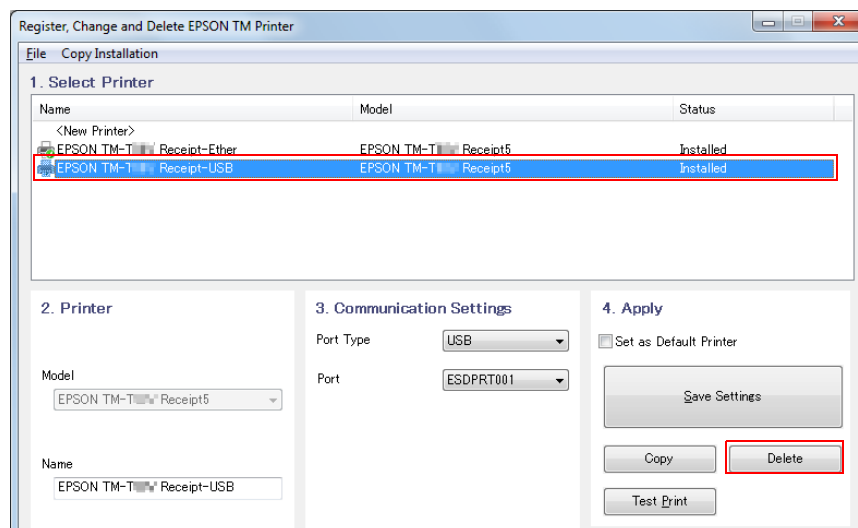 Register, Change and Delete EPSON TM Printer
File Copy Installation
1. Select Printer
Name Model Status
<New Printer>
EPSON TM-T Receipt-Ether EPSON TM-T Receipt5 Installed
EPSON TM-T Receipt-USB EPSON TM-T Receipt5 Installed
2. Printer
Model
EPSON TM-T Receipt5
Name
EPSON TM-T Receipt-USB
3. Communication Settings
Port Type USB
Port ESDPRT001
4. Apply
Set as Default Printer
Save Settings
Copy Delete
Test Print